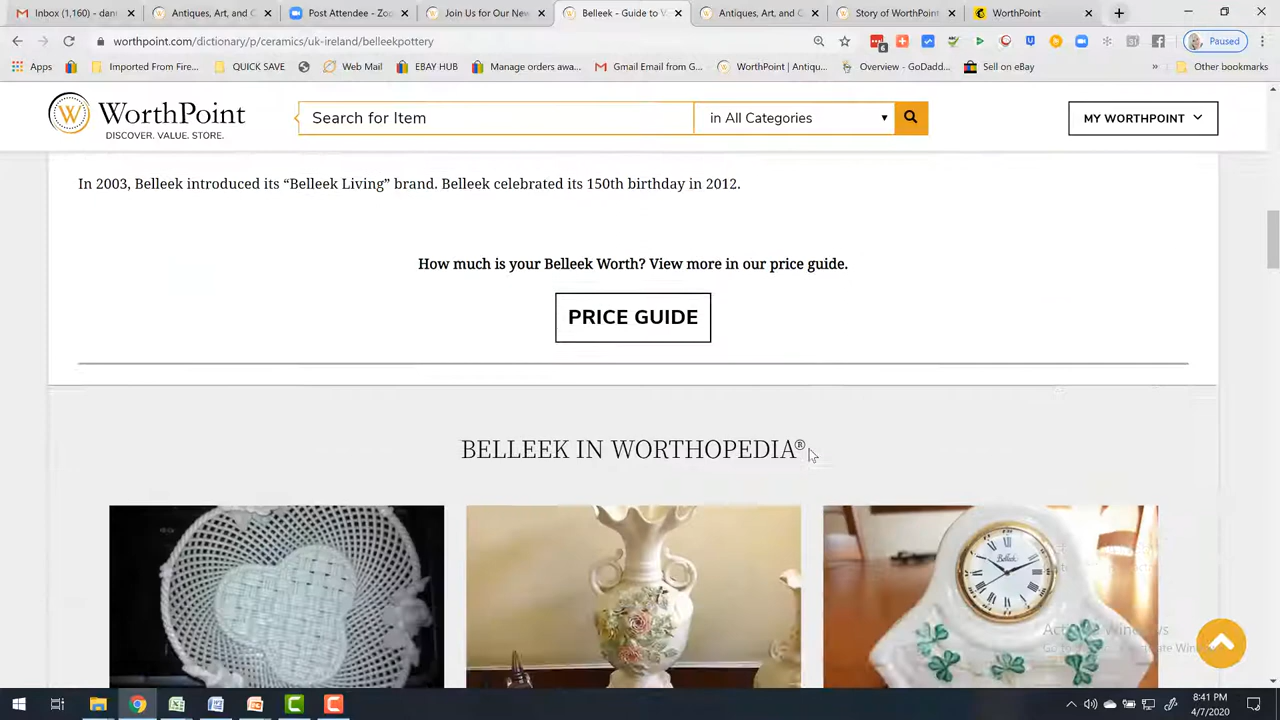 Inbox (1,160) - dann
Antiques, Art, and C
Post Attendee - Zoo
Join Us for Our New
Belleek - Guide to V
Antiques, Art, and C
Story of WorthPoint
WorthPoint
worthpoint.com/dictionary/p/ceramics/uk-ireland/belleekpottery
6
Paused
Apps
Imported From Fire...
QUICK SAVE
Web Mail
EBAY HUB
Manage orders awa...
Gmail Email from G...
WorthPoint | Antiqu...
Overview - GoDadd...
Sell on eBay
»
Other bookmarks
W WorthPoint
DISCOVER. VALUE. STORE.
Search for Item
in All Categories
MY WORTHPOINT
In 2003, Belleek introduced its “Belleek Living” brand. Belleek celebrated its 150th birthday in 2012.
How much is your Belleek Worth? View more in our price guide.
PRICE GUIDE
BELLEEK IN WORTHOPEDIA®
Belleek
8:41 PM
4/7/2020